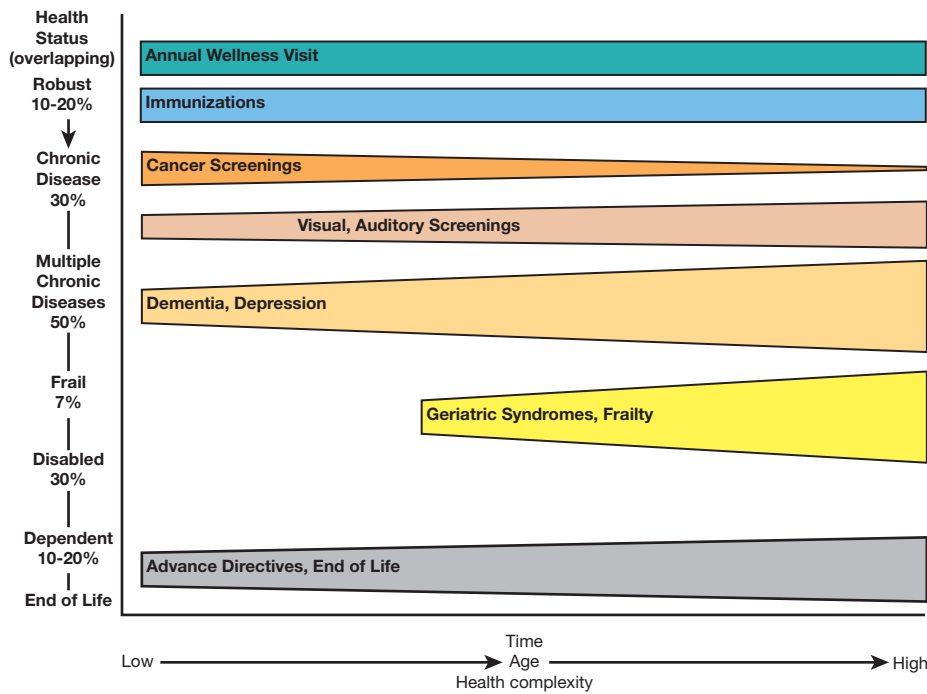 Health
Status
(overlapping)
Robust
10-20%
Chronic
Disease
30%
Multiple
Chronic
Diseases
50%
Frail
7%
Disabled
30%
Dependent
10-20%
End of Life
Annual Wellness Visit
Immunizations
Cancer Screenings
Visual, Auditory Screenings
Dementia, Depression
Geriatric Syndromes, Frailty
Advance Directives, End of Life
Time
Low Age High
Health complexity